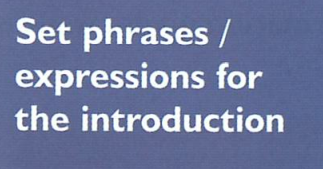 Set phrases /
expressions for
the introduction